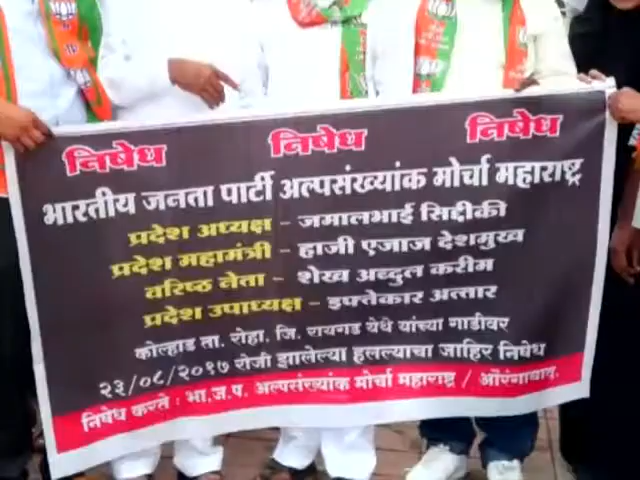 निषेध निषेध निषेध
भारतीय जनता पार्टी अल्पसंख्यांक मोर्चा महाराष्ट्र
प्रदेश अध्यक्ष - जमालभाई सिद्दीकी
प्रदेश महामंत्री - हाजी एजाज देशमुख
वरिष्ठ नेता - शेख अब्दुल करीम
प्रदेश उपाध्यक्ष - इफ्तेकार अत्तार
कोल्हाड ता. रोहा, जि. रायगड येथे यांच्या गाडीवर
२३/०८/२०१७ रोजी झालेल्या हल्ल्याचा जाहिर निषेध
निषेध करते : भा.ज.प. अल्पसंख्यांक मोर्चा महाराष्ट्र / औरंगाबाद.